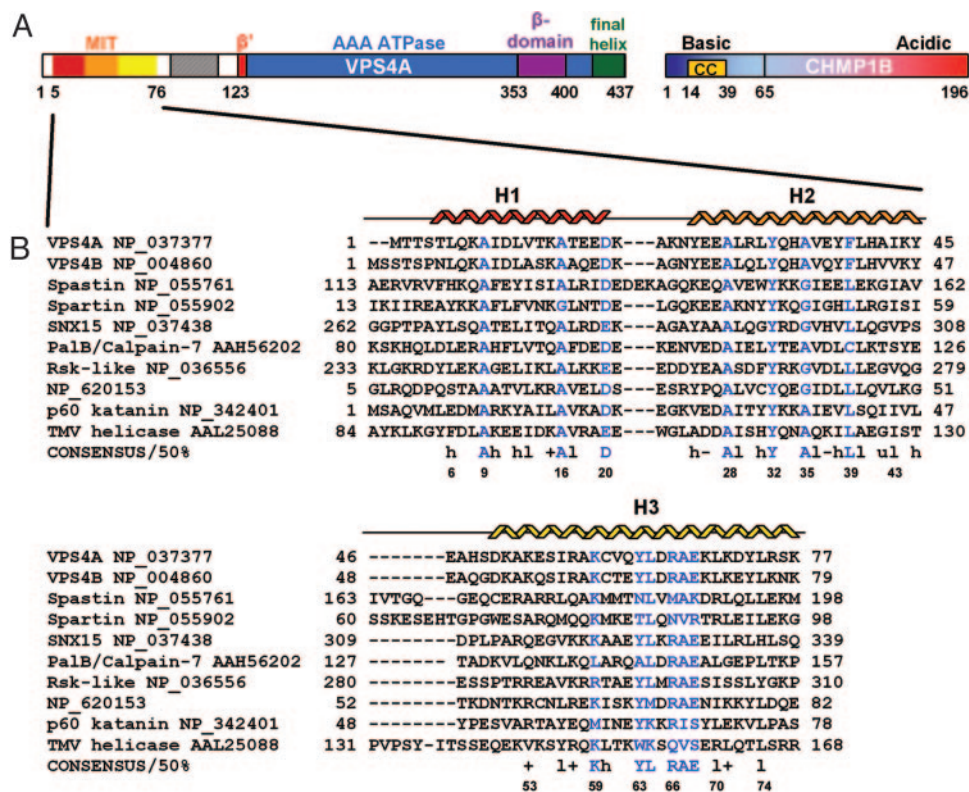 A
MIT β' AAA ATPase β-domain final helix Basic Acidic
VPS4A CC CHMP1B
1 5 76 123 353 400 437 1 14 39 65 196
H1 H2
B
VPS4A NP_037377 1 --MTTSTLQKAIDLVTKATEEDK---AKNYEEALRLYQHAVEYFLHAIKY 45
VPS4B NP_004860 1 MSSTSPNLQKAIDLASKAAQEDK---AGNYEEALQLYQHAVQYFLHVVKY 47
Spastin NP_055761 113 AERVRVFHKQAFEYISIALRIDEDEKAGQKEQAVEWYKKGIEELEKGIAV 162
Spartin NP_055902 13 KIIREAYKKAFLFVNKGLNTDE---LGQKEEAKNYYKQGIGHLLRGISI 59
SNX15 NP_037438 262 GGPTPAYLSQATELITQALRDEK---AGAYAAALQGYRDGVHVLLQGVPS 308
PalB/Calpain-7 AAH56202 80 KSKHQLDLERAHFLVTQAFDEDE---KENVEDAIELYTEAVDLCLKTSYE 126
Rsk-like NP_036556 233 KLGKRDYLEKAGELIKLALKKEE---EDDYEAASDFYRKGVDLLLEGVQG 279
NP_620153 5 GLRQDPQSTAATVLKRAVELDS---ESRYPQALVCYQEGIDLLLQVLKG 51
p60 katanin NP_342401 1 MSAQVMLEDMARKYAILAVKADK---EGKVEDAITYYKKAIEVLSQIIVL 47
TMV helicase AAL25088 84 AYKLKGYFDLAKEEIDKAVRAEE---WGLADDAISHYQNAQKILAEGIST 130
CONSENSUS/50% h Ah hl +Al D h- Al hY Al-hLl ul h
6 9 16 20 28 32 35 39 43
H3
VPS4A NP_037377 46 -------EAHSDKAKESIRAKCVQYLDRAEKLKDYLRSK 77
VPS4B NP_004860 48 -------EAQGDKAKQSIRAKCTEYLDRAEKLKEYLKNK 79
Spastin NP_055761 163 IVTGQ---GEQCERARRLQAKMMTNLVMAKDRLQLLEKM 198
Spartin NP_055902 60 SSKESEHTGPGWESARQMQQKMKETLQNVRTRLEILEKG 98
SNX15 NP_037438 309 --------DPLPARQEGVKKKAAEYLKRAEEILRLHLSQ 339
PalB/Calpain-7 AAH56202 127 --------TADKVLQNKLKQLARQALDRAEALGEPLTKP 157
Rsk-like NP_036556 280 --------ESSPTRREAVKRKTAEYLMRAESISSLYGKP 310
NP_620153 52 --------TKDNTKRCNLREKISKYMDRAENIKKYLDQE 82
p60 katanin NP_342401 48 --------YPESVARTAYEQMINEYKKRISYLEKVLPAS 78
TMV helicase AAL25088 131 PVPSY-ITSSEQEKVKSYRQKLTKWKSQVSERLQTLSRR 168
CONSENSUS/50% + l+ Kh YL RAE l+ l
53 59 63 66 70 74